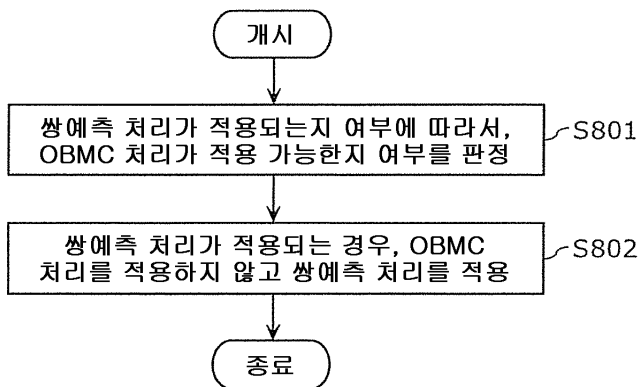 개시
쌍예측 처리가 적용되는지 여부에 따라서,
OBMC 처리가 적용 가능한지 여부를 판정
S801
쌍예측 처리가 적용되는 경우, OBMC
처리를 적용하지 않고 쌍예측 처리를 적용
S802
종료